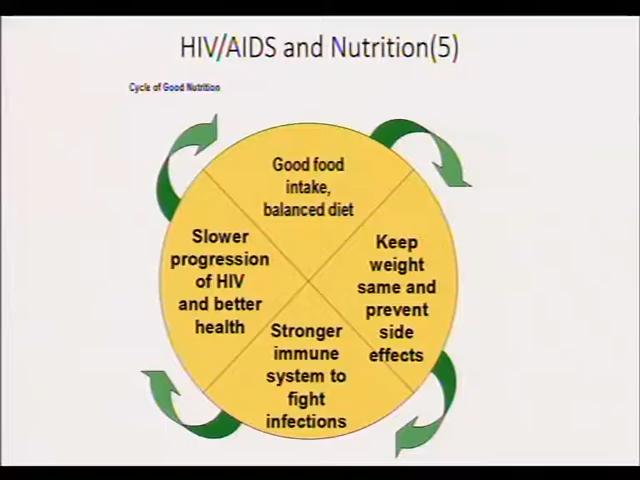 HIV/AIDS and Nutrition(5)
Cycle of Good Nutrition
Good food
intake,
balanced diet
Keep
weight
same and
prevent
side
effects
Stronger
immune
system to
fight
infections
Slower
progression
of HIV
and better
health